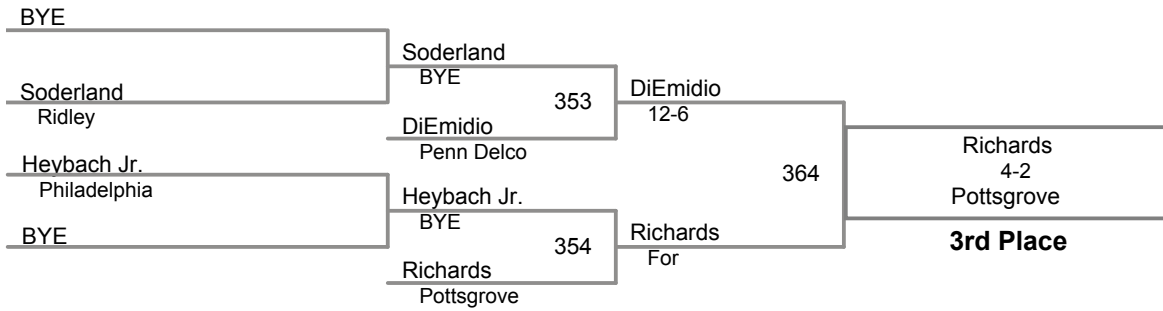 BYE
Soderland
Ridley
Heybach Jr.
Philadelphia
BYE
Soderland
BYE
353
DiEmidio
Penn Delco
Heybach Jr.
BYE
354
Richards
Pottsgrove
DiEmidio
12-6
364
Richards
For
Richards
4-2
Pottsgrove
3rd Place